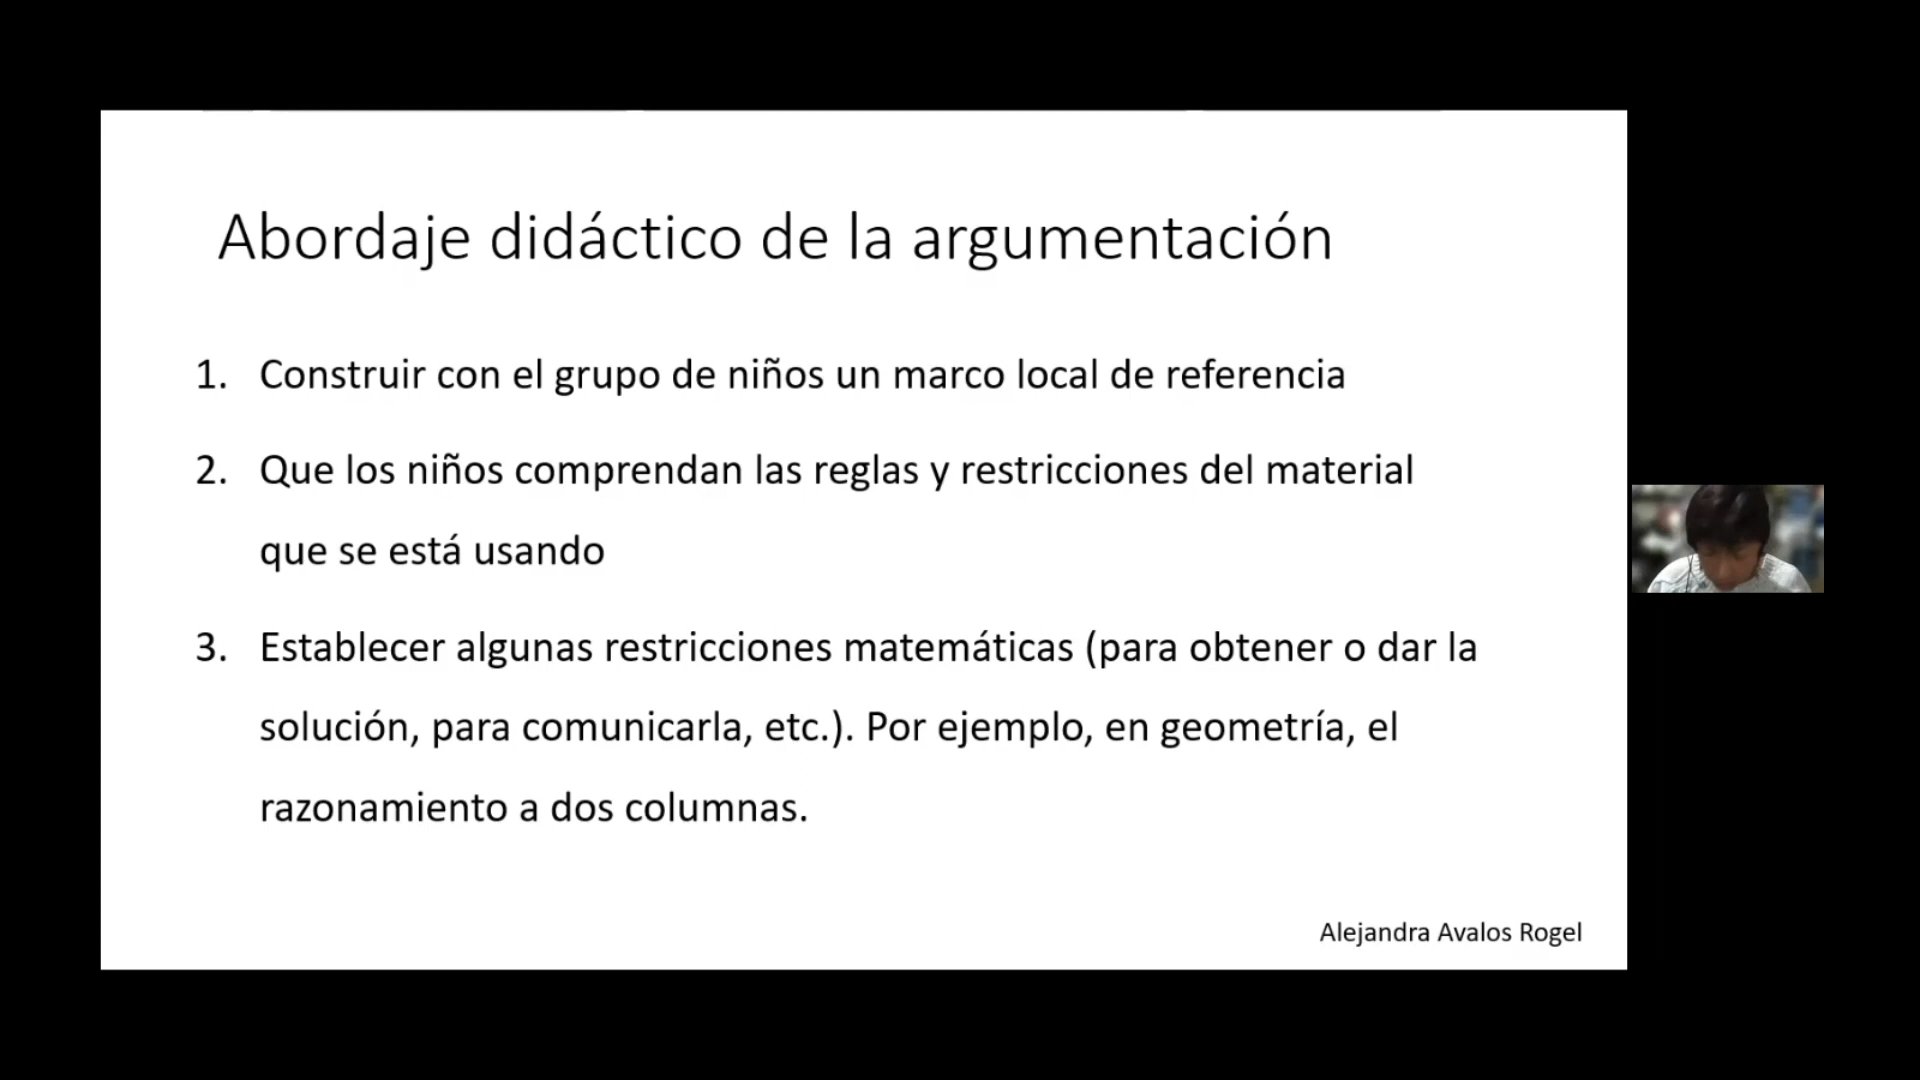 Abordaje didáctico de la argumentación
1. Construir con el grupo de niños un marco local de referencia
2. Que los niños comprendan las reglas y restricciones del material
que se está usando
3. Establecer algunas restricciones matemáticas (para obtener o dar la
solución, para comunicarla, etc.). Por ejemplo, en geometría, el
razonamiento a dos columnas.
Alejandra Avalos Rogel